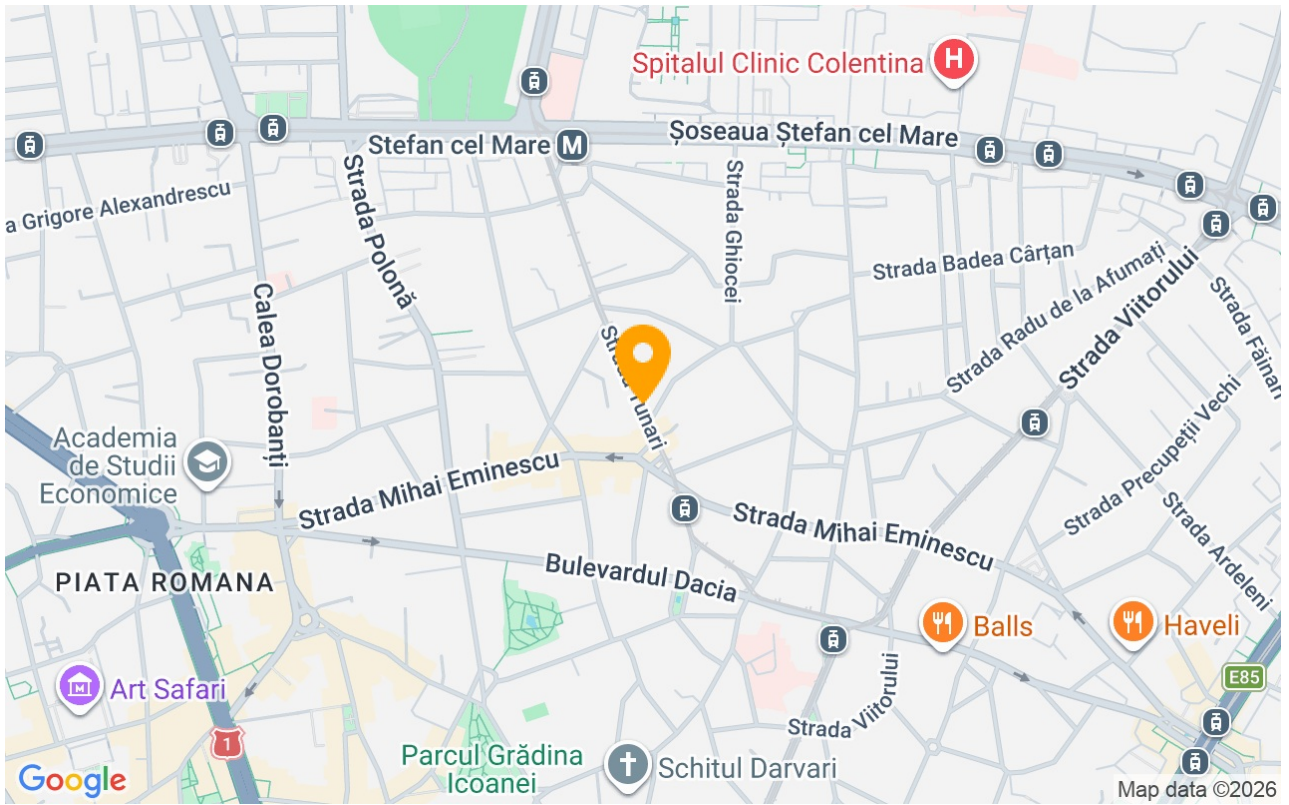 Spitalul Clinic Colentina
H
Stefan cel Mare
M
Șoseaua Ștefan cel Mare
a Grigore Alexandrescu
Strada Polonă
Strada Ghiocei
Strada Badea Cârțan
Strada Radu de la Afumați
Strada Viitorului
Strada Făinari
Calea Dorobanți
Strada Tunari
Academia
de Studii
Economice
Strada Mihai Eminescu
Strada Mihai Eminescu
Strada Precupeții Vechi
Strada Ardeleni
PIATA ROMANA
Bulevardul Dacia
Balls
Haveli
E85
Art Safari
1
Strada Viitorului
Parcul Grădina
Icoanei
Schitul Darvari
Google
Map data ©2026